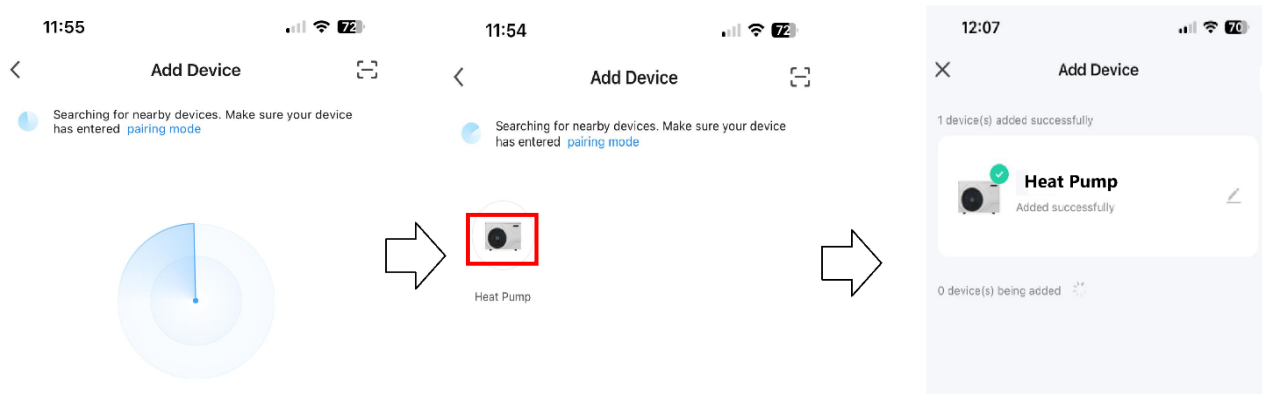 11:55
72
Add Device
Searching for nearby devices. Make sure your device
has entered pairing mode
11:54
72
Add Device
Searching for nearby devices. Make sure your device
has entered pairing mode
Heat Pump
12:07
70
Add Device
1 device(s) added successfully
Heat Pump
Added successfully
0 device(s) being added